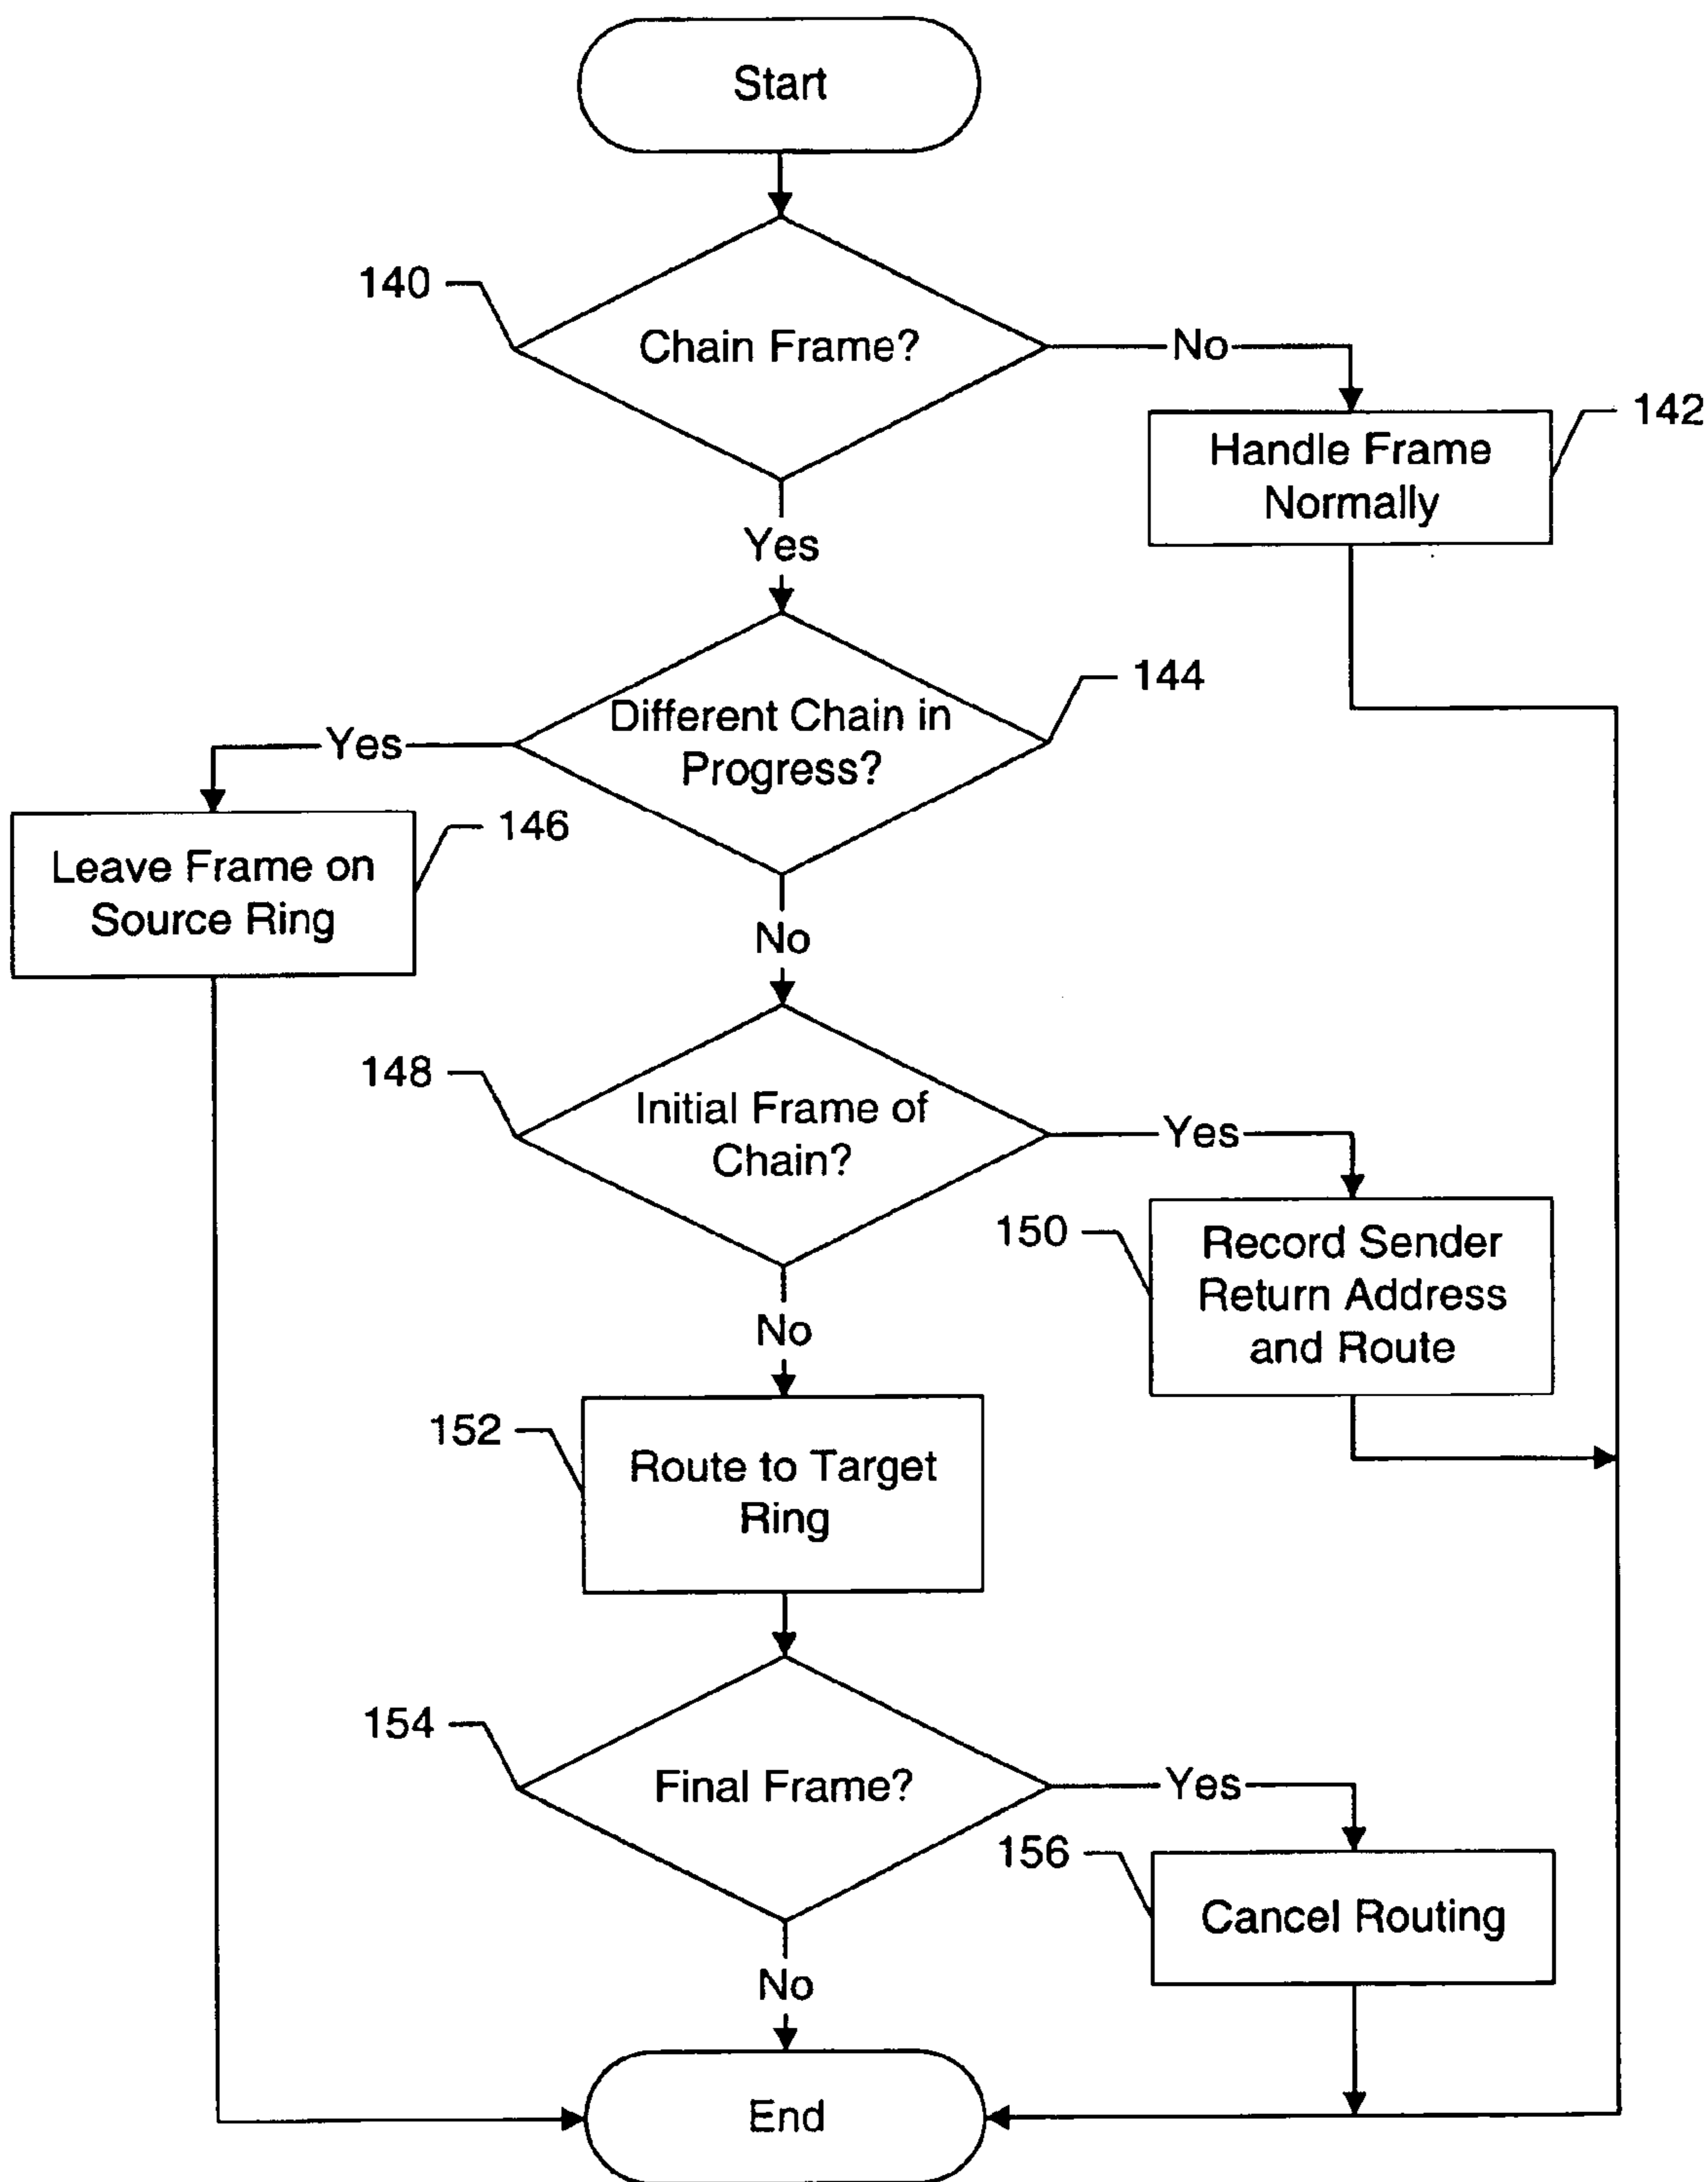 Start
140
Chain Frame?
No
142
Handle Frame
Normally
Yes
144
Different Chain in
Progress?
Yes
146
Leave Frame on
Source Ring
No
148
Initial Frame of
Chain?
Yes
150
Record Sender
Return Address
and Route
No
152
Route to Target
Ring
154
Final Frame?
Yes
156
Cancel Routing
No
End